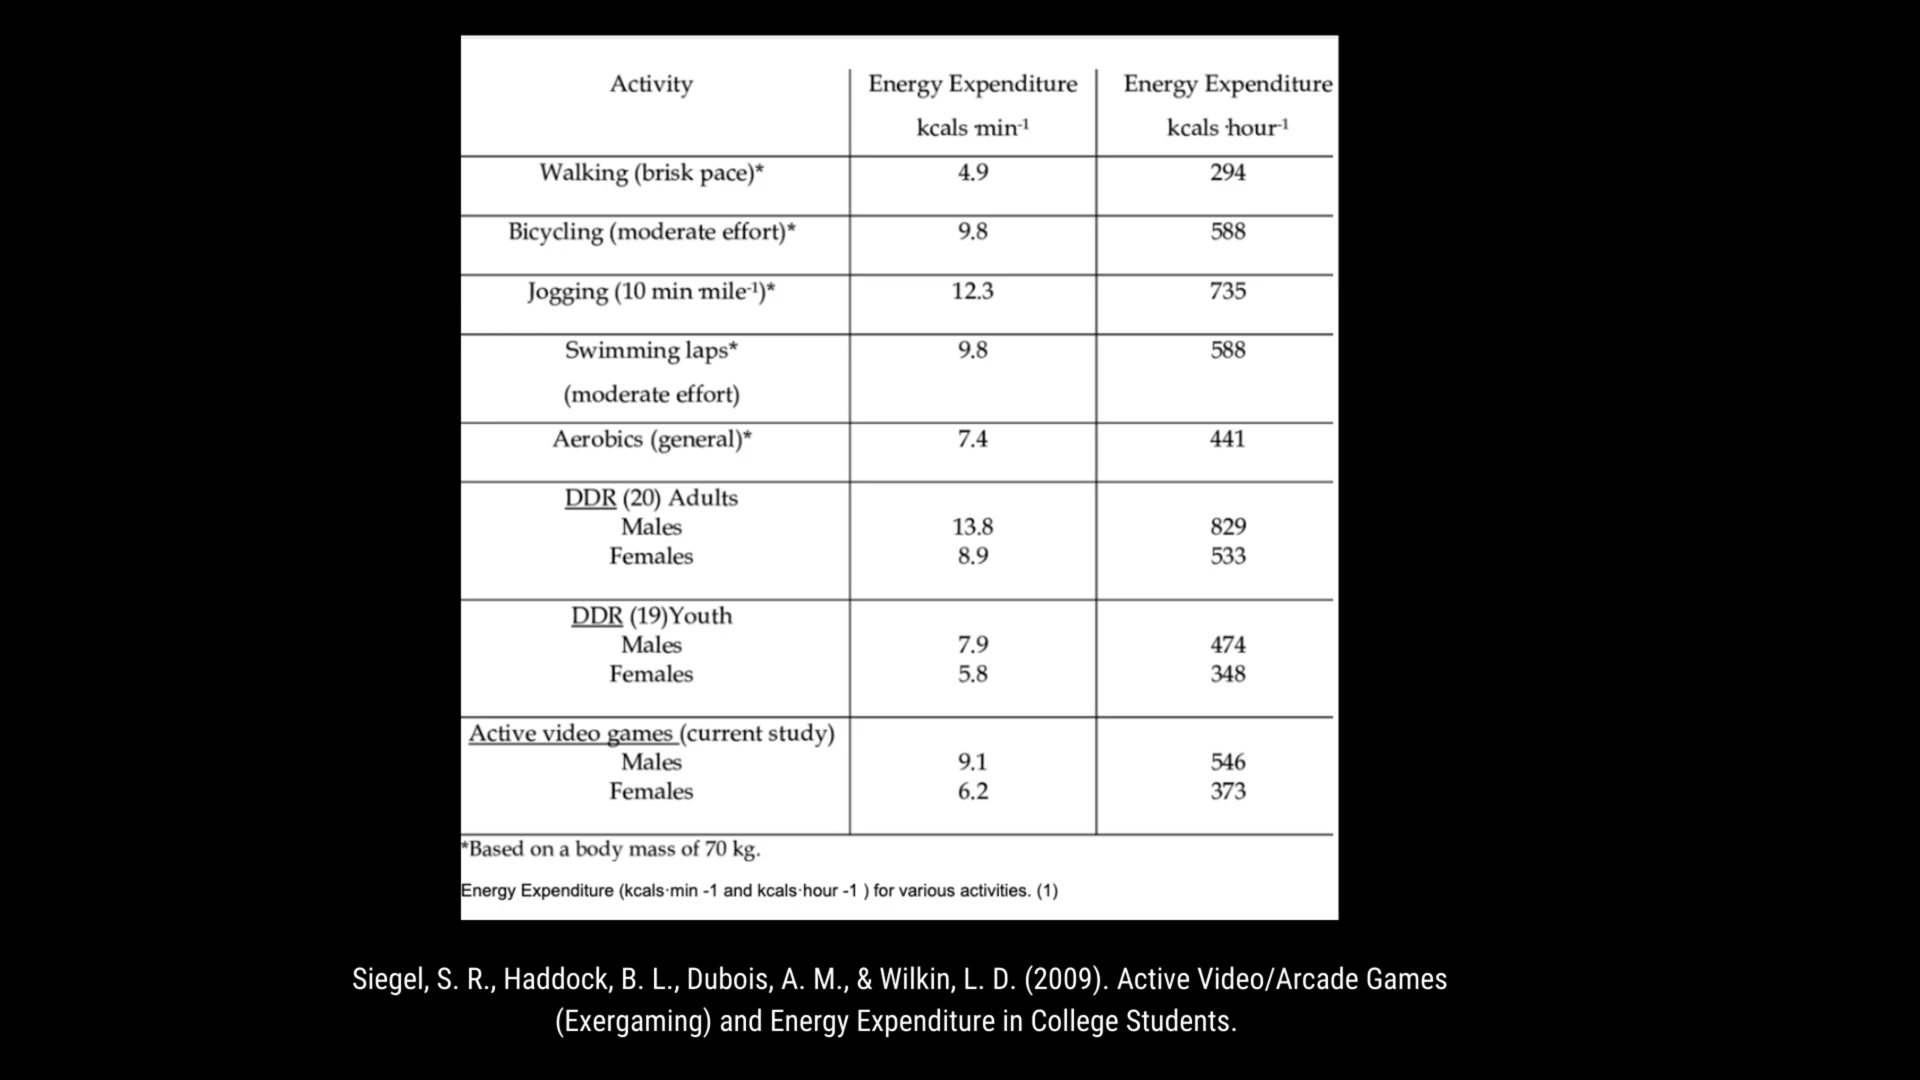 Activity Energy Expenditure Energy Expenditure
kcals·min-1 kcals·hour-1
Walking (brisk pace)* 4.9 294
Bicycling (moderate effort)* 9.8 588
Jogging (10 min·mile-1)* 12.3 735
Swimming laps* 9.8 588
(moderate effort)
Aerobics (general)* 7.4 441
DDR (20) Adults
Males 13.8 829
Females 8.9 533
DDR (19)Youth
Males 7.9 474
Females 5.8 348
Active video games (current study)
Males 9.1 546
Females 6.2 373
*Based on a body mass of 70 kg.
Energy Expenditure (kcals·min -1 and kcals·hour -1 ) for various activities. (1)
Siegel, S. R., Haddock, B. L., Dubois, A. M., & Wilkin, L. D. (2009). Active Video/Arcade Games
(Exergaming) and Energy Expenditure in College Students.